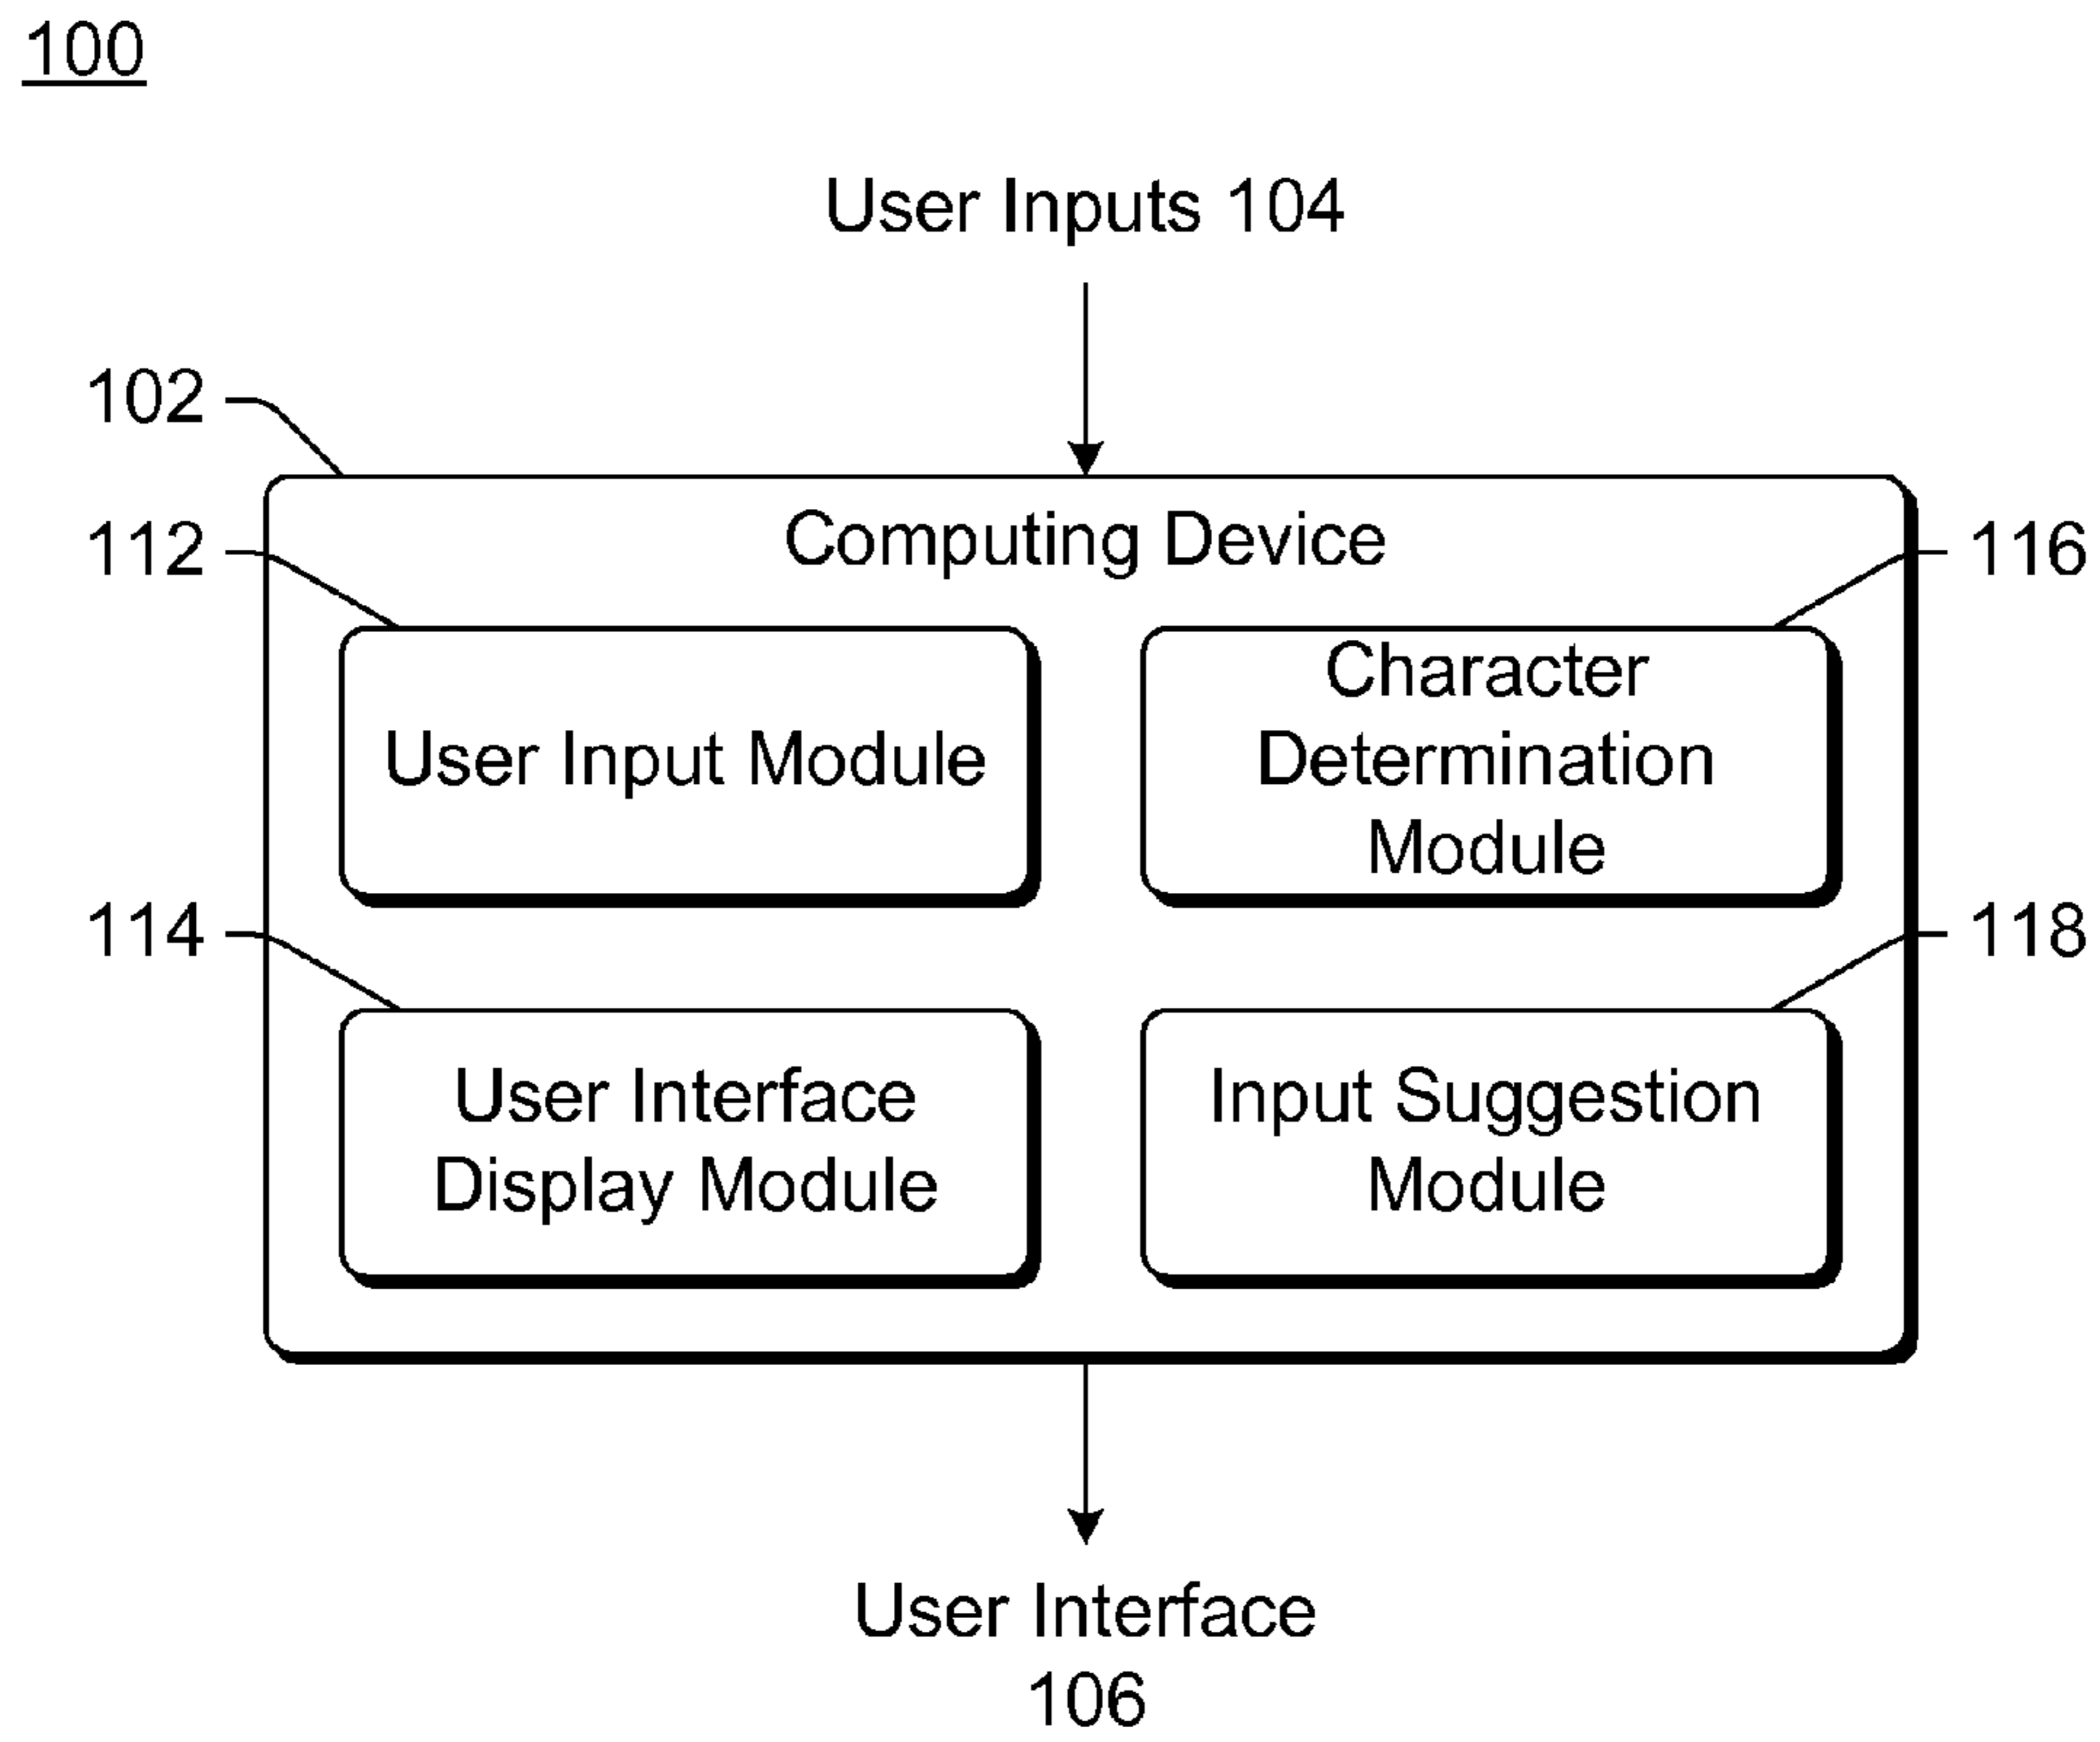 100
User Inputs 104
102
Computing Device
112
116
User Input Module
Character
Determination
Module
114
118
User Interface
Display Module
Input Suggestion
Module
User Interface
106